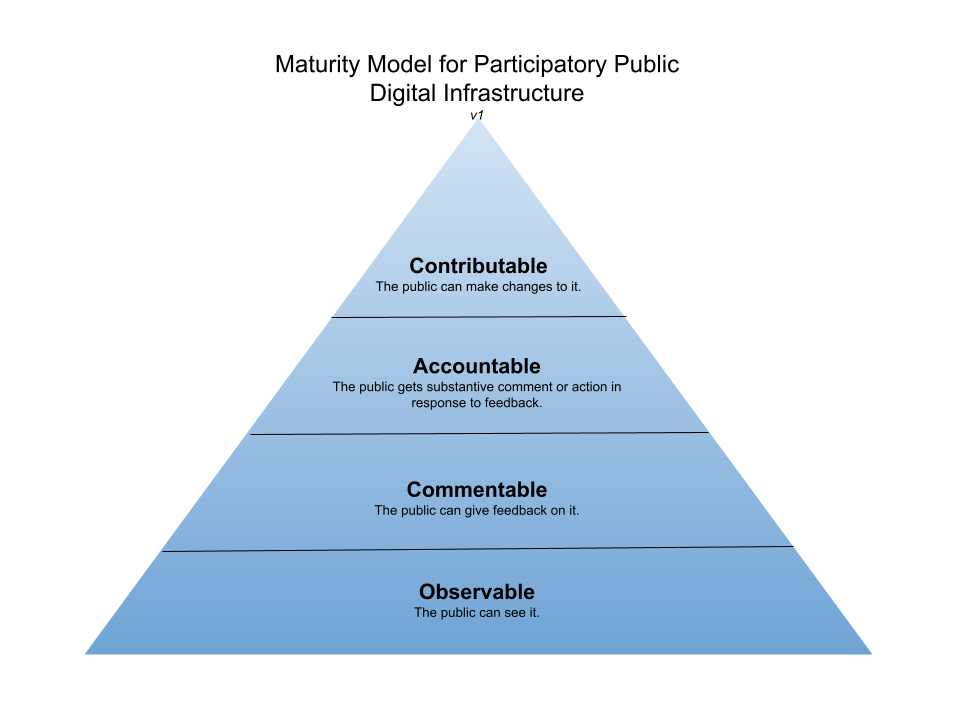 Maturity Model for Participatory Public
Digital Infrastructure
v1
Contributable
The public can make changes to it.
Accountable
The public gets substantive comment or action in
response to feedback.
Commentable
The public can give feedback on it.
Observable
The public can see it.